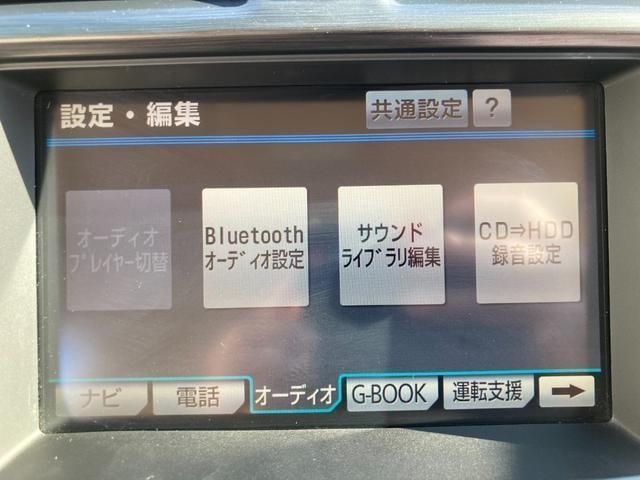 設定・編集
共通設定
?
オーディオ
プレイヤー切替
Bluetooth
オーディオ設定
サウンド
ライブラリ編集
CD⇒HDD
録音設定
ナビ
電話
オーディオ
G-BOOK
運転支援
➡